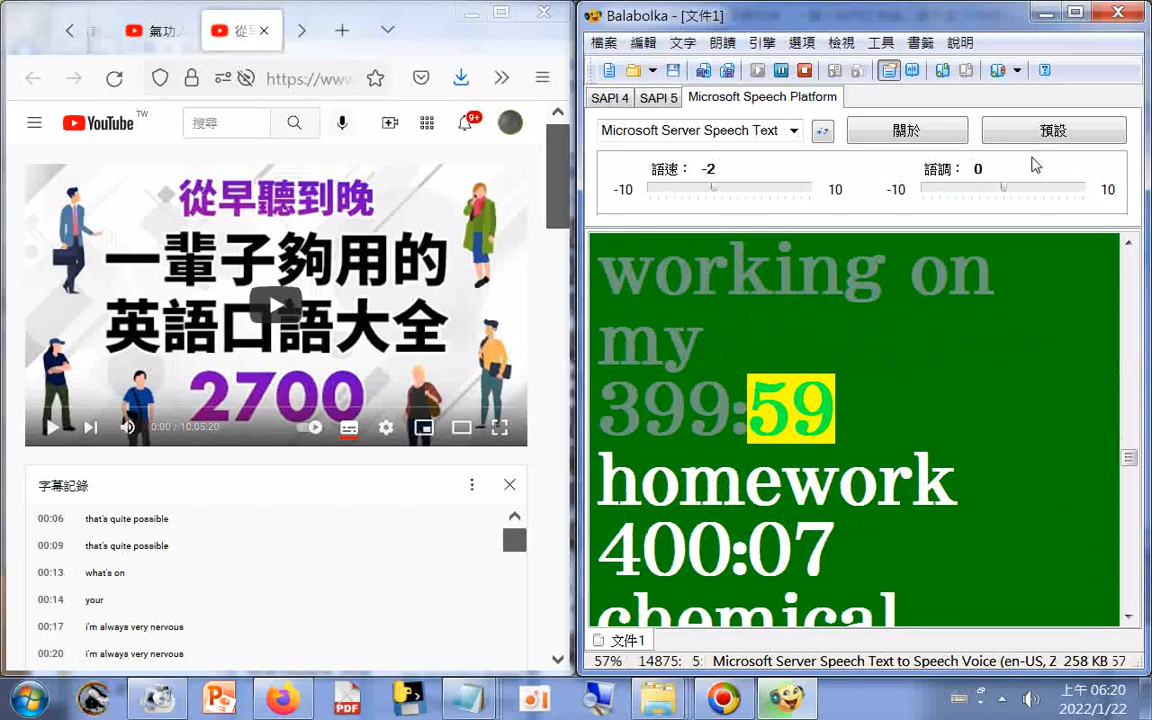 氣功人
從
https://www.
YouTube TW
搜尋
9+
從早聽到晚
一輩子夠用的
英語口語大全
2700
0:00 / 10:05:20
字幕記錄
00:06 that's quite possible
00:09 that's quite possible
00:13 what's on
00:14 your
00:17 i'm always very nervous
00:20 i'm always very nervous
Balabolka - [文件1]
檔案 編輯 文字 朗讀 引擎 選項 檢視 工具 書籤 說明
SAPI 4 SAPI 5 Microsoft Speech Platform
Microsoft Server Speech Text 關於 預設
語速： -2 語調： 0
-10 10 -10 10
working on
my
399:59
homework
400:07
chemical
文件1
57% 14875: 5: Microsoft Server Speech Text to Speech Voice (en-US, Z 258 KB 57
PDF
上午 06:20
2022/1/22